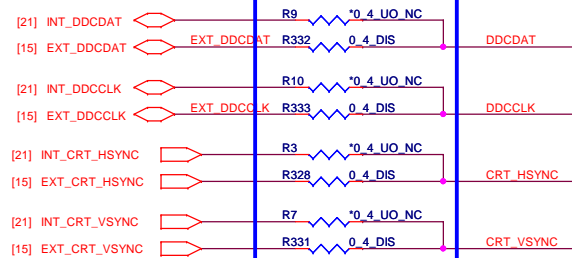 [21] INT_DDCDAT R9 *0_4_UO_NC
[15] EXT_DDCDAT EXT_DDCDAT R332 0_4_DIS DDCDAT
[21] INT_DDCCLK R10 *0_4_UO_NC
[15] EXT_DDCCLK EXT_DDCCLK R333 0_4_DIS DDCCLK
[21] INT_CRT_HSYNC R3 *0_4_UO_NC
[15] EXT_CRT_HSYNC R328 0_4_DIS CRT_HSYNC
[21] INT_CRT_VSYNC R7 *0_4_UO_NC
[15] EXT_CRT_VSYNC R331 0_4_DIS CRT_VSYNC